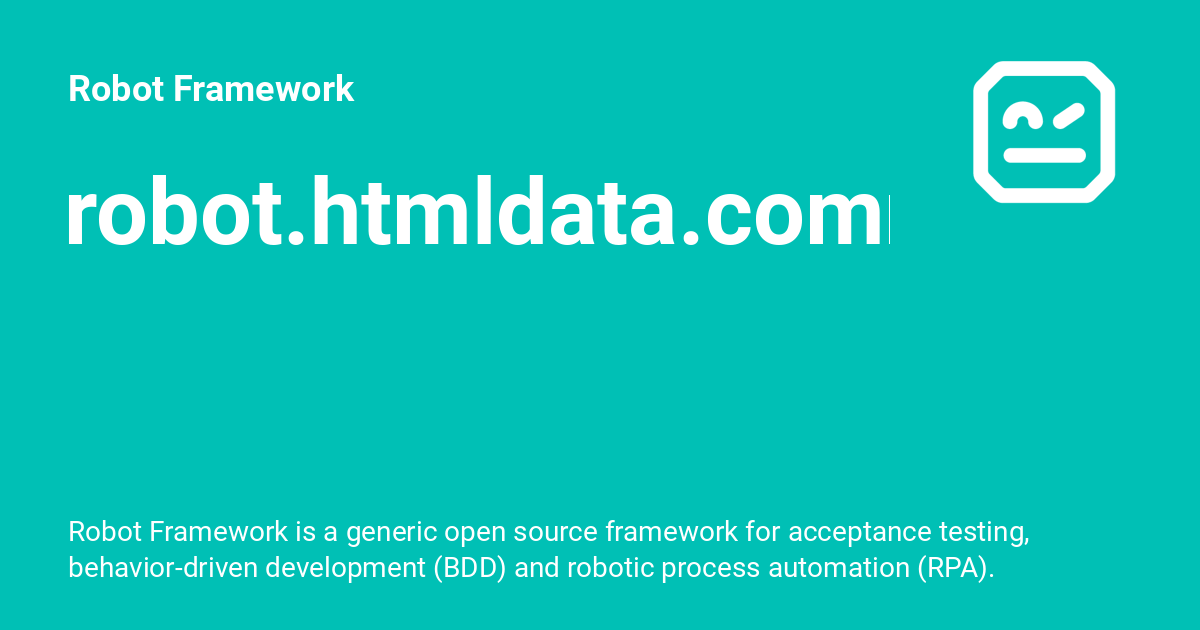 Robot Framework
robot.htmldata.com
Robot Framework is a generic open source framework for acceptance testing,
behavior-driven development (BDD) and robotic process automation (RPA).